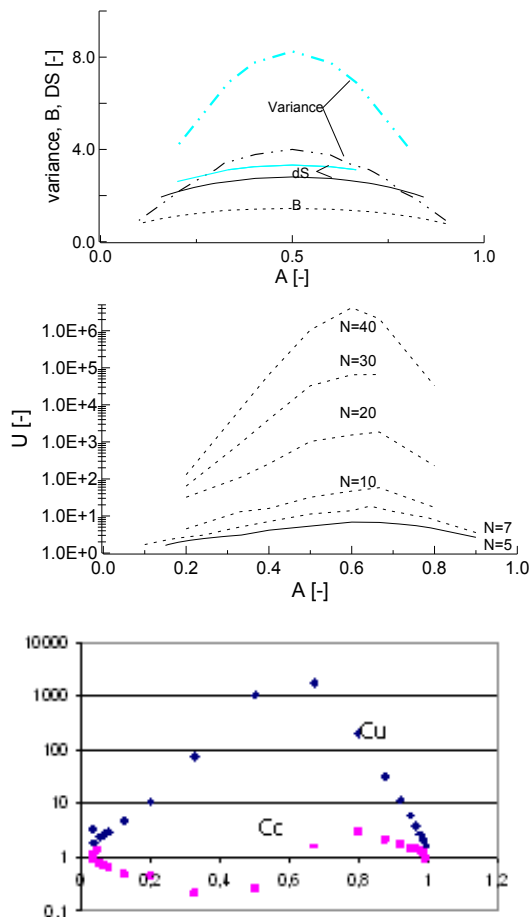 variance, B, DS [-]
8.0
4.0
0.0
Variance
dS
B
0.0 0.5 1.0
A [-]
U [-]
1.0E+6
1.0E+5
1.0E+4
1.0E+3
1.0E+2
1.0E+1
1.0E+0
N=40
N=30
N=20
N=10
N=7
N=5
0.0 0.2 0.4 0.6 0.8 1.0
A [-]
10000
1000
100
10
1
0.1
Cu
Cc
0 0,2 0,4 0,6 0,8 1 1,2